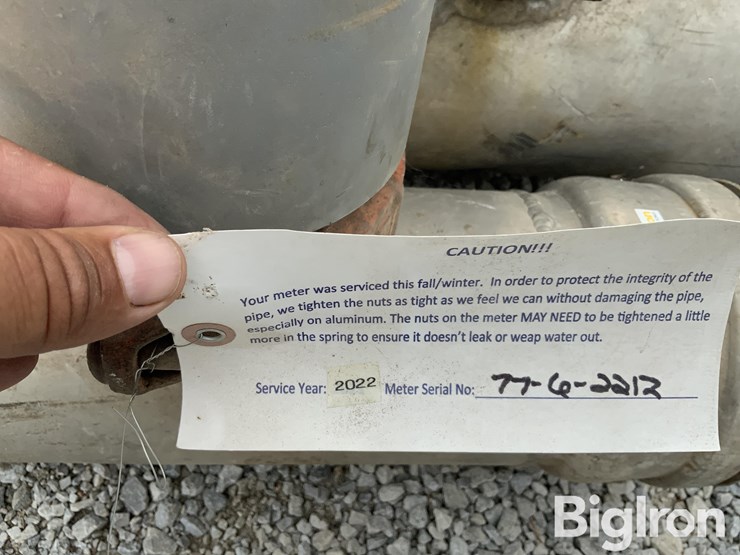 CAUTION!!!
Your meter was serviced this fall/winter. In order to protect the integrity of the
pipe, we tighten the nuts as tight as we feel we can without damaging the pipe,
especially on aluminum. The nuts on the meter MAY NEED to be tightened a little
more in the spring to ensure it doesn't leak or weap water out.
Service Year: 2022 Meter Serial No: 77-6-2212
BigIron